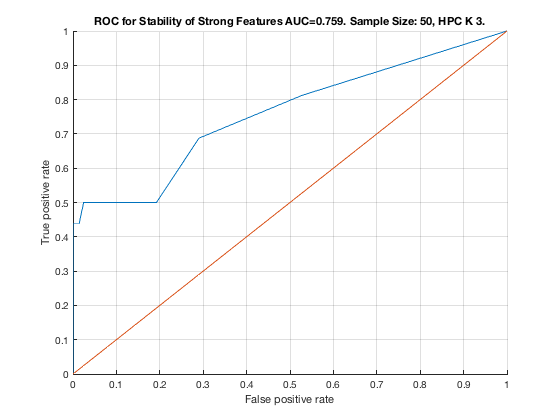 ROC for Stability of Strong Features AUC=0.759. Sample Size: 50, HPC K 3.
1
0.9
0.8
0.7
0.6
0.5
0.4
0.3
0.2
0.1
0
True positive rate
0 0.1 0.2 0.3 0.4 0.5 0.6 0.7 0.8 0.9 1
False positive rate